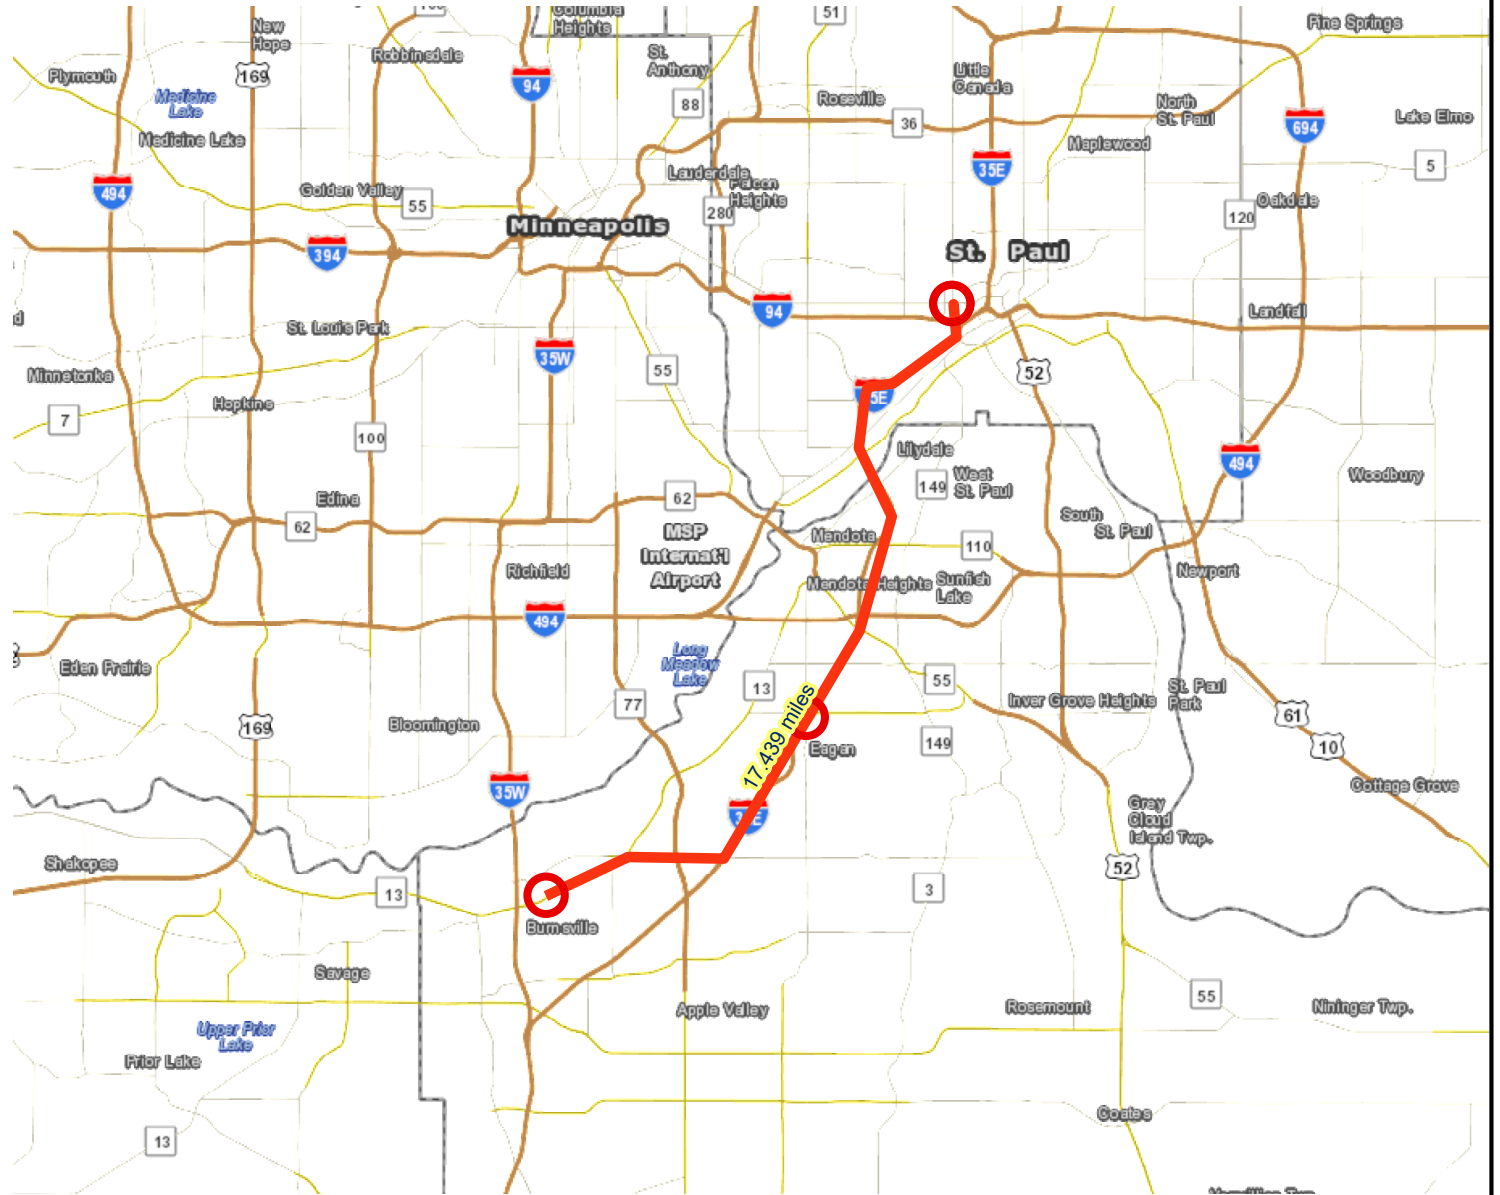 51
Columbia
Heights
New
Hope
Pine Springs
Robbinsdale
St.
Anthony
Plymouth
169
94
Little
Canada
Medicine
Lake
88
Roseville
36
North
St. Paul
694
Lake Elmo
Medicine Lake
Maplewood
5
35E
494
Golden Valley
55
Lauderdale
Falcon
Heights
280
120
Oakdale
Minneapolis
394
St. Paul
94
Landfall
St. Louis Park
35W
55
52
Minnetonka
7
Hopkins
100
Lilydale
494
149
West
St. Paul
Woodbury
Edina
62
62
MSP
Internat'l
Airport
Mendota
110
South
St. Paul
Richfield
Mendota Heights
Sunfish
Lake
Newport
494
Eden Prairie
Long
Meadow
Lake
13
55
Inver Grove Heights
St. Paul
Park
77
169
Bloomington
17.439 miles
Eagan
149
61
10
35W
Cottage Grove
Grey
Cloud
Island Twp.
Shakopee
13
52
3
Burnsville
Savage
55
Apple Valley
Rosemount
Nininger Twp.
Upper Prior
Lake
Prior Lake
13
Coates